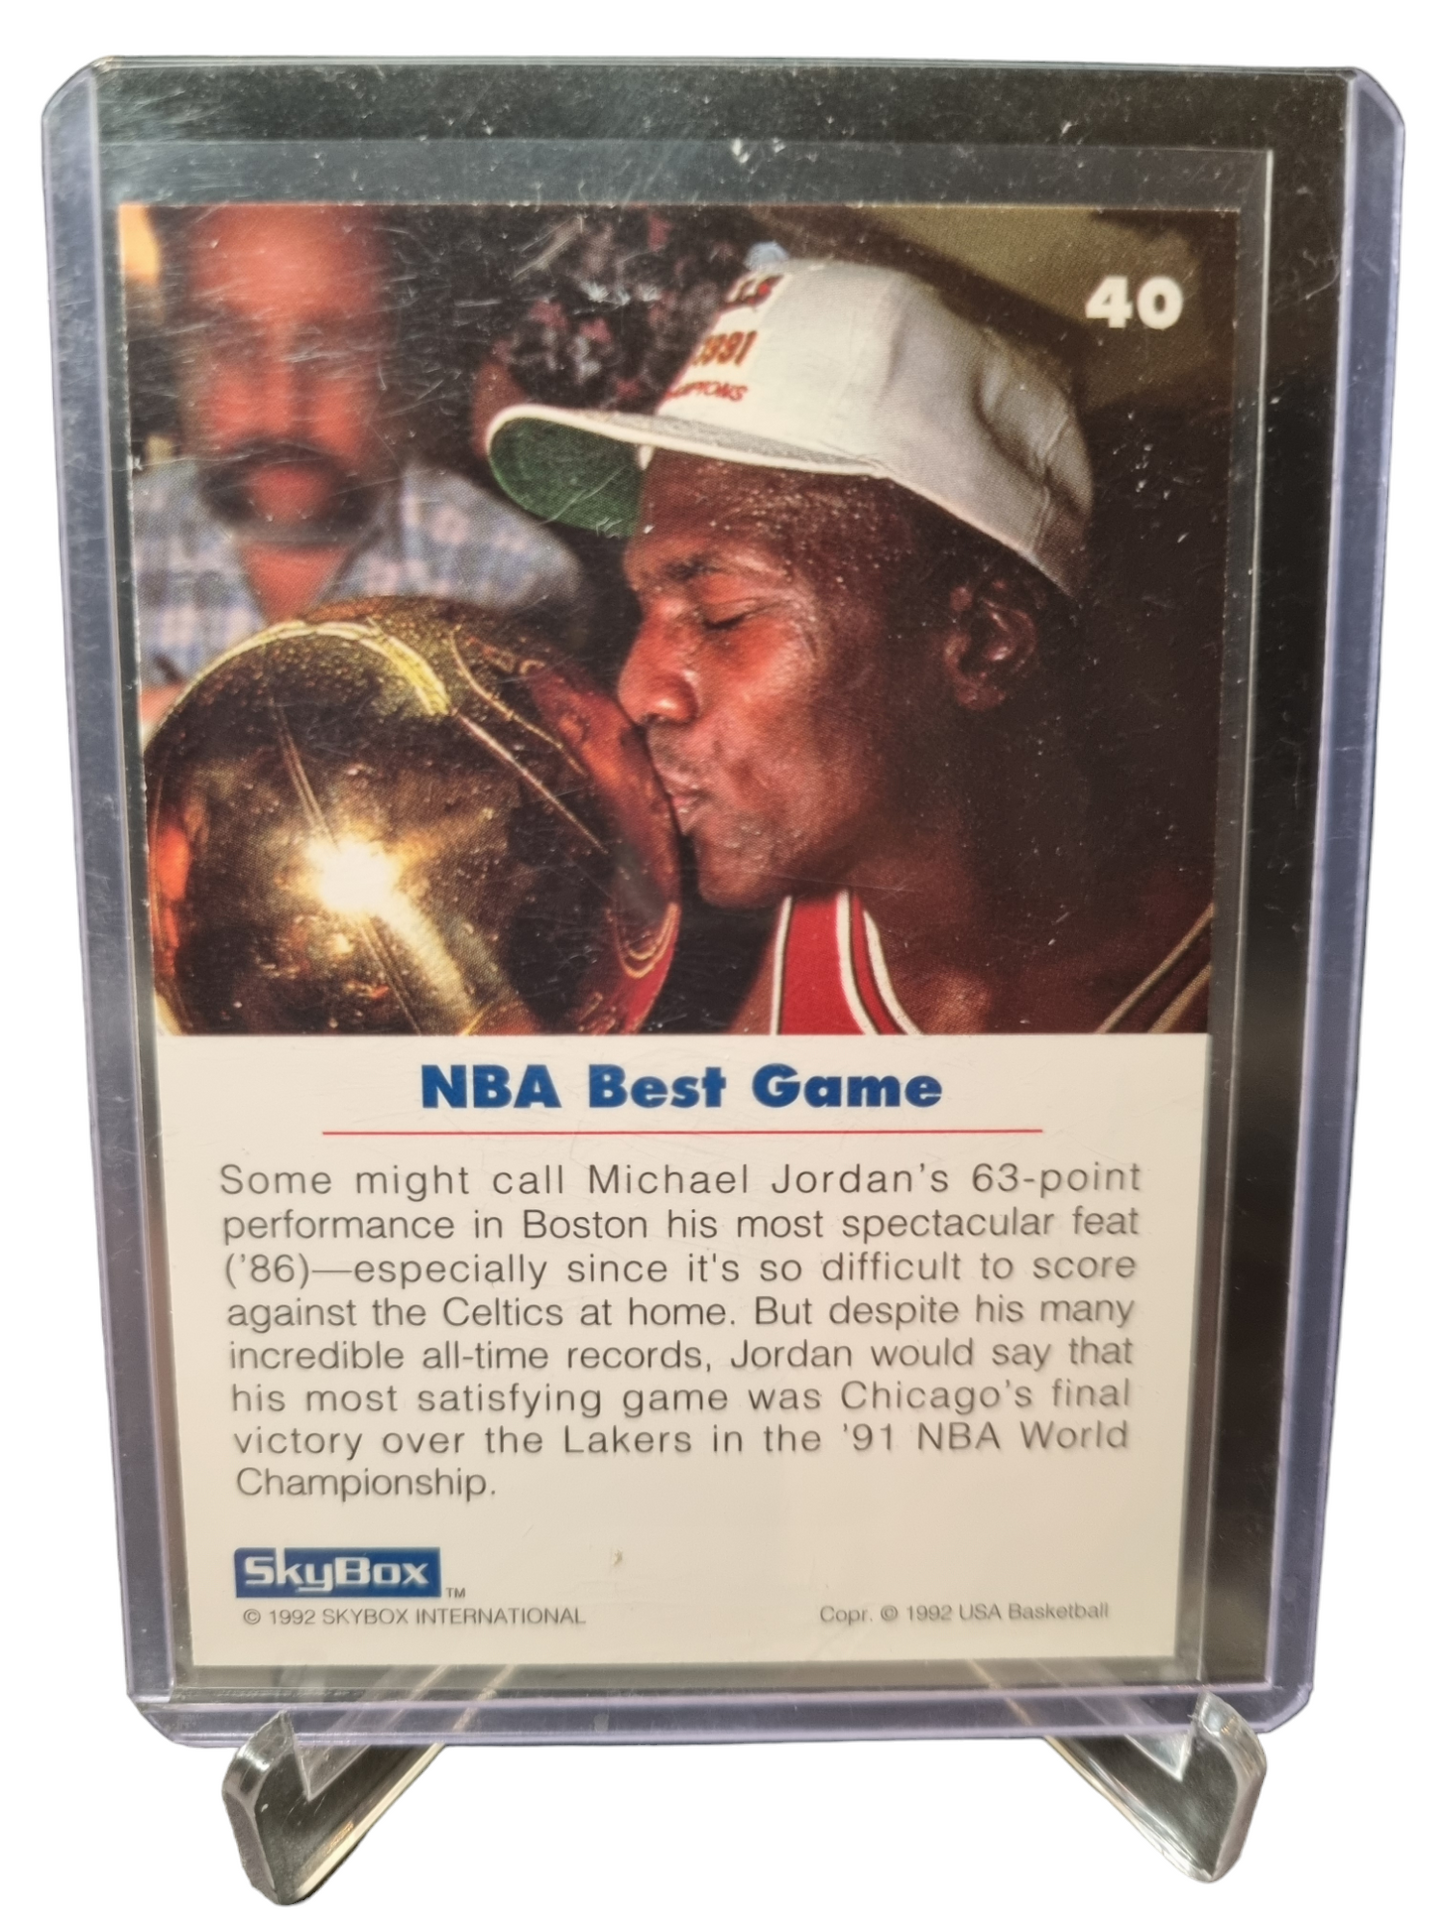 40
1991
NBA Best Game
Some might call Michael Jordan's 63-point
performance in Boston his most spectacular feat
('86)—especially since it's so difficult to score
against the Celtics at home. But despite his many
incredible all-time records, Jordan would say that
his most satisfying game was Chicago's final
victory over the Lakers in the '91 NBA World
Championship.
SkyBox TM
© 1992 SKYBOX INTERNATIONAL
Copr. © 1992 USA Basketball